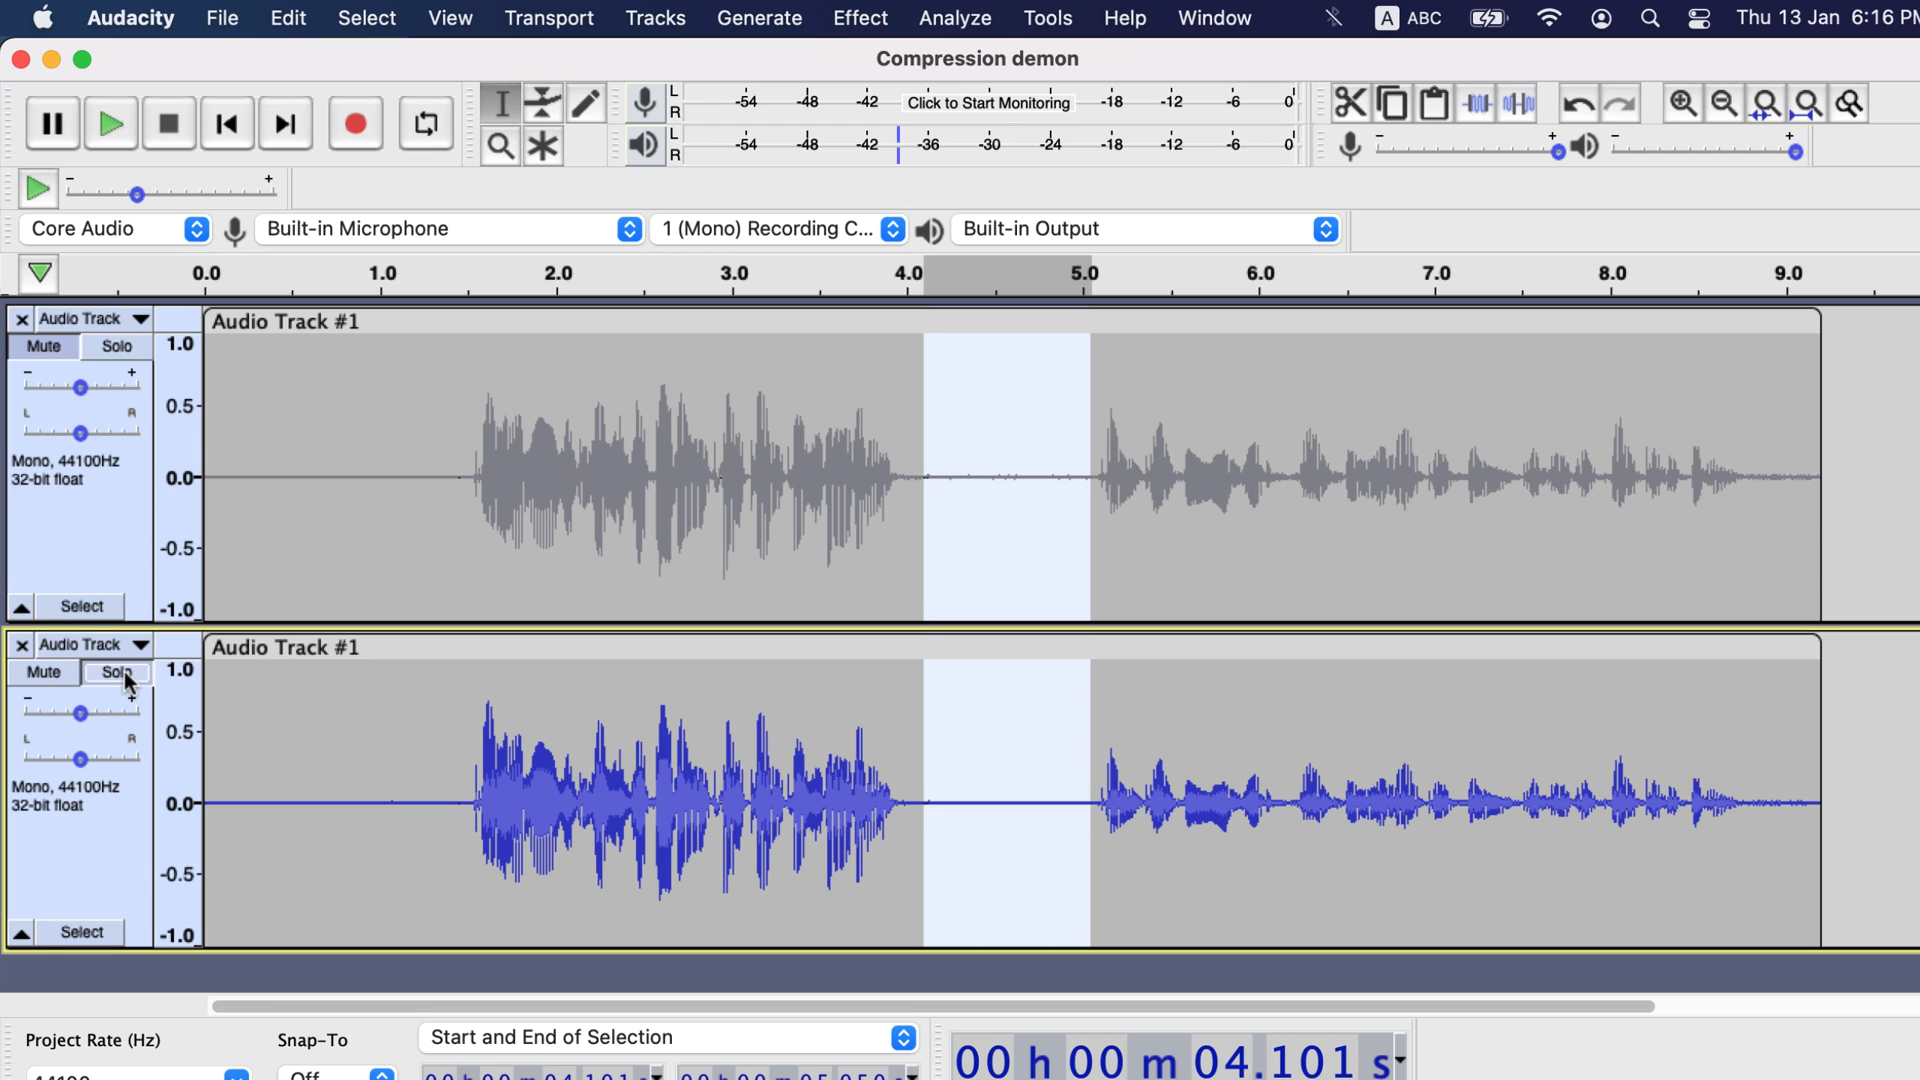 Audacity File Edit Select View Transport Tracks Generate Effect Analyze Tools Help Window A ABC Thu 13 Jan 6:16 PM
Compression demon
L -54 -48 -42 Click to Start Monitoring -18 -12 -6 0
R
L -54 -48 -42 -36 -30 -24 -18 -12 -6 0
R
Core Audio Built-in Microphone 1 (Mono) Recording C... Built-in Output
0.0 1.0 2.0 3.0 4.0 5.0 6.0 7.0 8.0 9.0
Audio Track Audio Track #1
Mute Solo 1.0
- +
0.5
L R
Mono, 44100Hz
32-bit float
0.0
-0.5
Select -1.0
Audio Track Audio Track #1
Mute Solo 1.0
- +
0.5
L R
Mono, 44100Hz
32-bit float
0.0
-0.5
Select -1.0
Project Rate (Hz) Snap-To Start and End of Selection
00 h 00 m 04.101 s
44100 Off 00 h 00 m 04.101 s